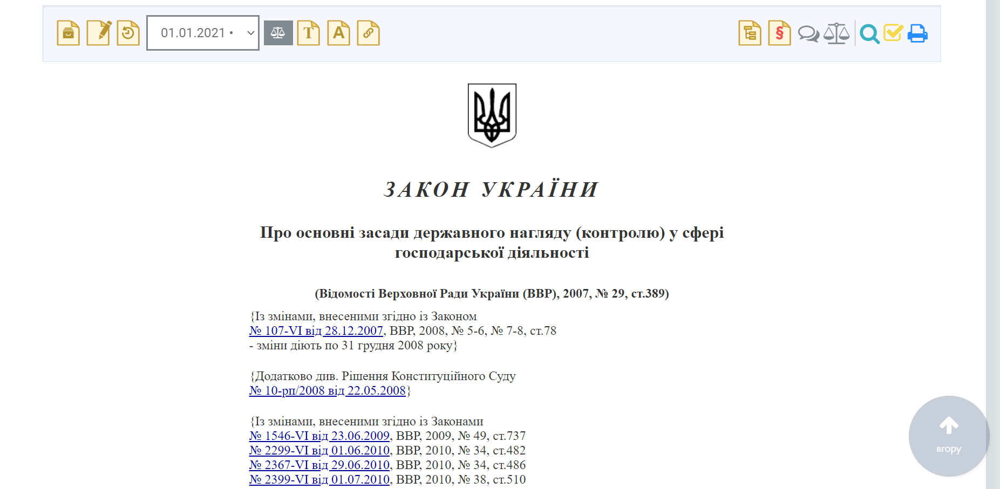 01.01.2021 •
T
A
§
ЗАКОН УКРАЇНИ
Про основні засади державного нагляду (контролю) у сфері
господарської діяльності
(Відомості Верховної Ради України (ВВР), 2007, № 29, ст.389)
{Із змінами, внесеними згідно із Законом
№ 107-VI від 28.12.2007, ВВР, 2008, № 5-6, № 7-8, ст.78
- зміни діють по 31 грудня 2008 року}
{Додатково див. Рішення Конституційного Суду
№ 10-рп/2008 від 22.05.2008}
{Із змінами, внесеними згідно із Законами
№ 1546-VI від 23.06.2009, ВВР, 2009, № 49, ст.737
№ 2299-VI від 01.06.2010, ВВР, 2010, № 34, ст.482
№ 2367-VI від 29.06.2010, ВВР, 2010, № 34, ст.486
№ 2399-VI від 01.07.2010, ВВР, 2010, № 38, ст.510
вгору